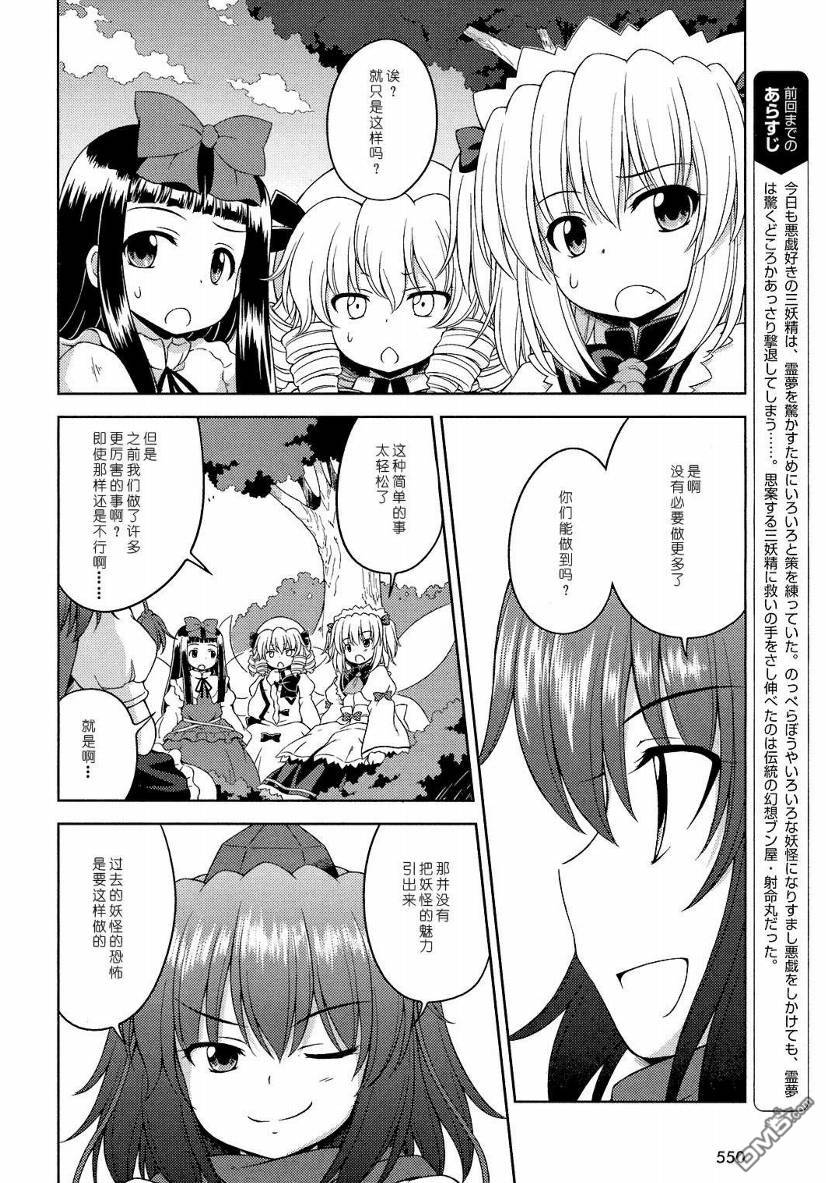 前回までの
あらすじ
今日も悪戯好きの三妖精は、霊夢を驚かすためにいろいろと策を練っていた。のっぺらぼうやいろいろな妖怪になりすまし悪戯をしかけても、霊夢
は驚くどころかあっさり撃退してしまう……。思案する三妖精に救いの手をさし伸べたのは伝統の幻想ブン屋・射命丸だった。
诶？
就只是这样吗？
是啊
没有必要做更多了
你们能做到吗？
这种简单的事
太轻松了
但是
之前我们做了许多
更厉害的事啊？
即使那样还是不行啊……
就是啊…
那并没有
把妖怪的魅力
引出来
过去的妖怪的恐怖
是要这样做的
550
DM5.com